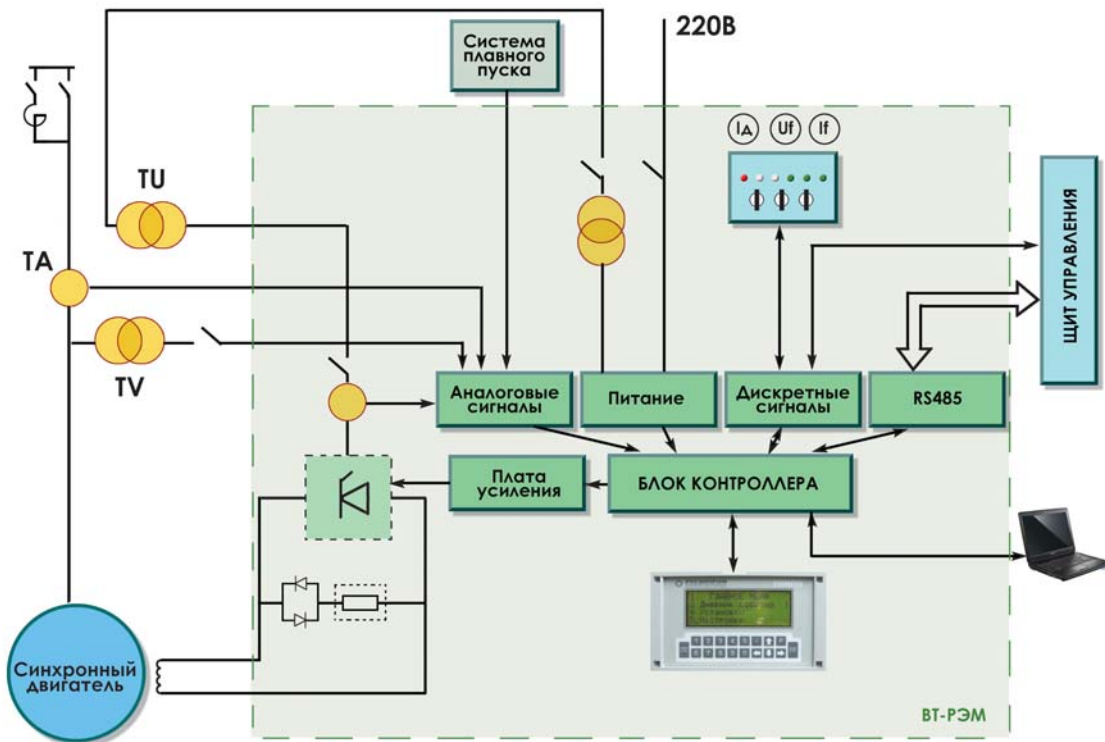 Система
плавного
пуска
220В
Iд
Uf
If
TU
TA
TV
ЩИТ УПРАВЛЕНИЯ
Аналоговые
сигналы
Питание
Дискретные
сигналы
RS485
Плата
усиления
БЛОК КОНТРОЛЛЕРА
Синхронный
двигатель
ВТ-РЭМ